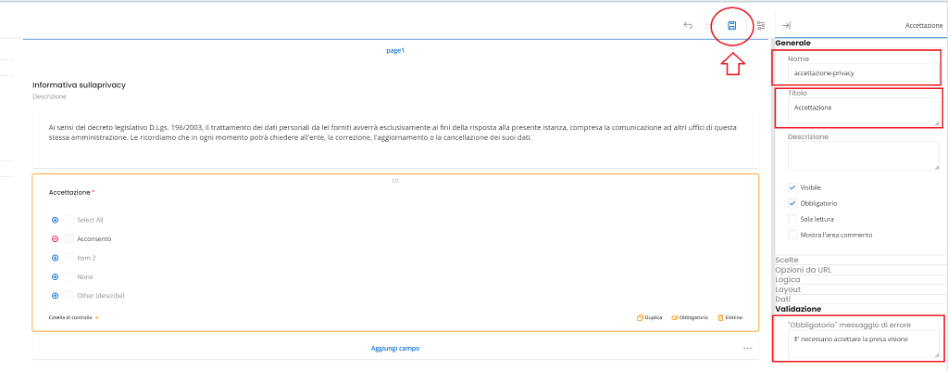 Accettazione
page1
Informativa sullaprivacy
Descrizione
Ai sensi del decreto legislativo D.Lgs. 196/2003, il trattamento dei dati personali da lei forniti avverrà esclusivamente ai fini della risposta alla presente istanza, compresa la comunicazione ad altri uffici di questa
stessa amministrazione. Le ricordiamo che in ogni momento potrà chiedere all'ente, la correzione, l'aggiornamento o la cancellazione dei suoi dati.
Accettazione *
Select All
Acconsento
Item 2
None
Other (describe)
Casella di controllo
Duplica
Obbligatorio
Elimina
Aggiungi campo
Generale
Nome
accettazione-privacy
Titolo
Accettazione
Descrizione
Visibile
Obbligatorio
Sola lettura
Mostra l'area commento
Scelte
Opzioni da URL
Logica
Layout
Dati
Validazione
"Obbligatorio" messaggio di errore
E' necessario accettare la presa visione